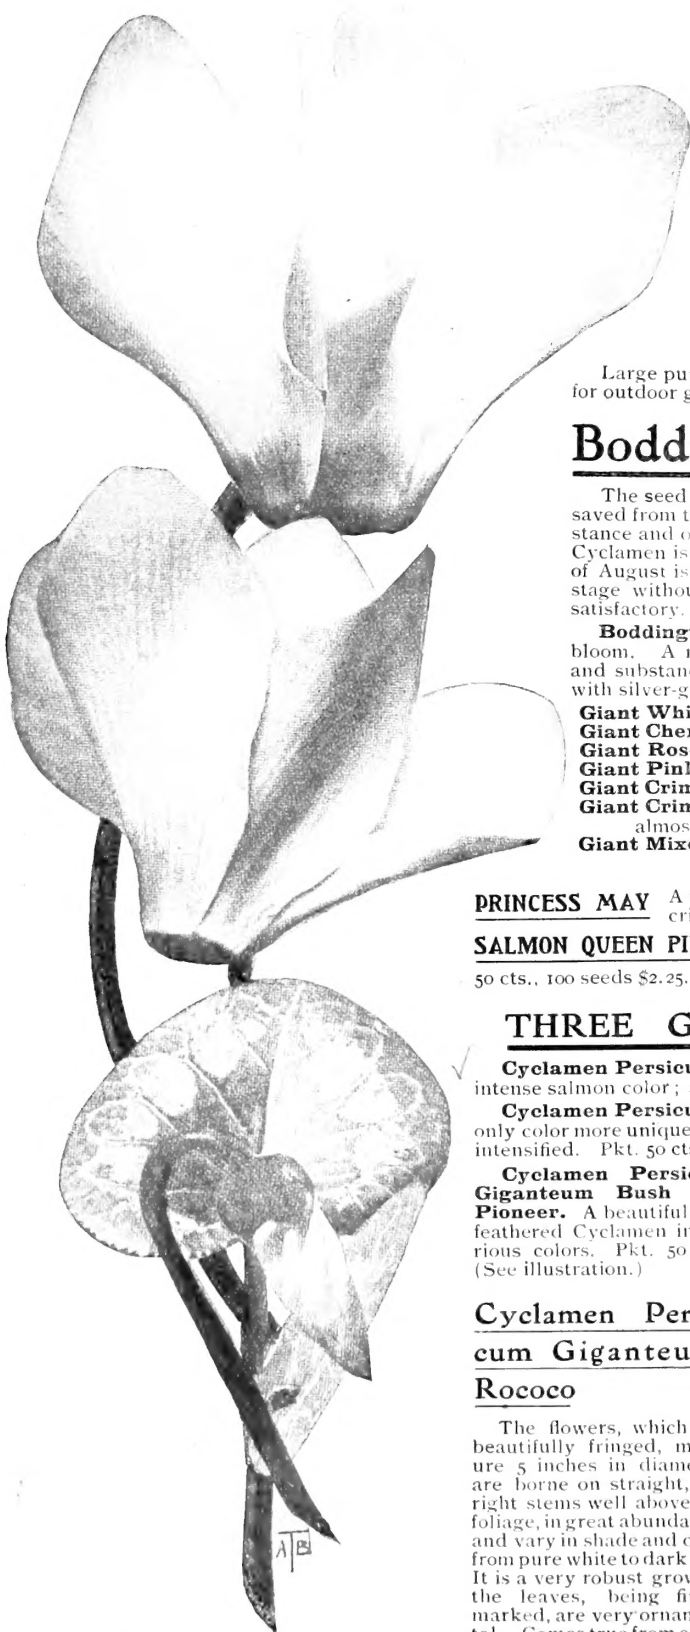 Large pu
for outdoor g
Bodd
The seed
saved from t
stance and o
Cyclamen is
of August is
stage withou
satisfactory.
Bodding
bloom. A r
and substan
with silver-g
Giant Whi
Giant Cher
Giant Ros
Giant Pin
Giant Crim
Giant Crim
almos
Giant Mix
PRINCESS MAY A
cri
SALMON QUEEN PI
50 cts., 100 seeds $2.25.
THREE G
Cyclamen Persicu
intense salmon color;
Cyclamen Persicu
only color more unique
intensified. Pkt. 50 cts
Cyclamen Persic
Giganteum Bush
Pioneer. A beautiful
feathered Cyclamen in
rious colors. Pkt. 50
(See illustration.)
Cyclamen Per
cum Giganteu
Rococo
The flowers, which
beautifully fringed, m
ure 5 inches in diame
are borne on straight,
right stems well above
foliage, in great abunda
and vary in shade and c
from pure white to dark
It is a very robust grow
the leaves, being fi
marked, are very ornam
ATB